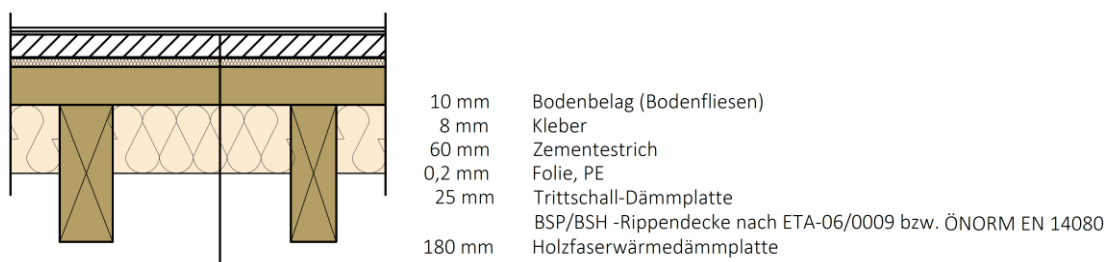 10 mm Bodenbelag (Bodenfliesen)
8 mm Kleber
60 mm Zementestrich
0,2 mm Folie, PE
25 mm Trittschall-Dämmplatte
BSP/BSH -Rippendecke nach ETA-06/0009 bzw. ÖNORM EN 14080
180 mm Holzfaserwärmedämmplatte